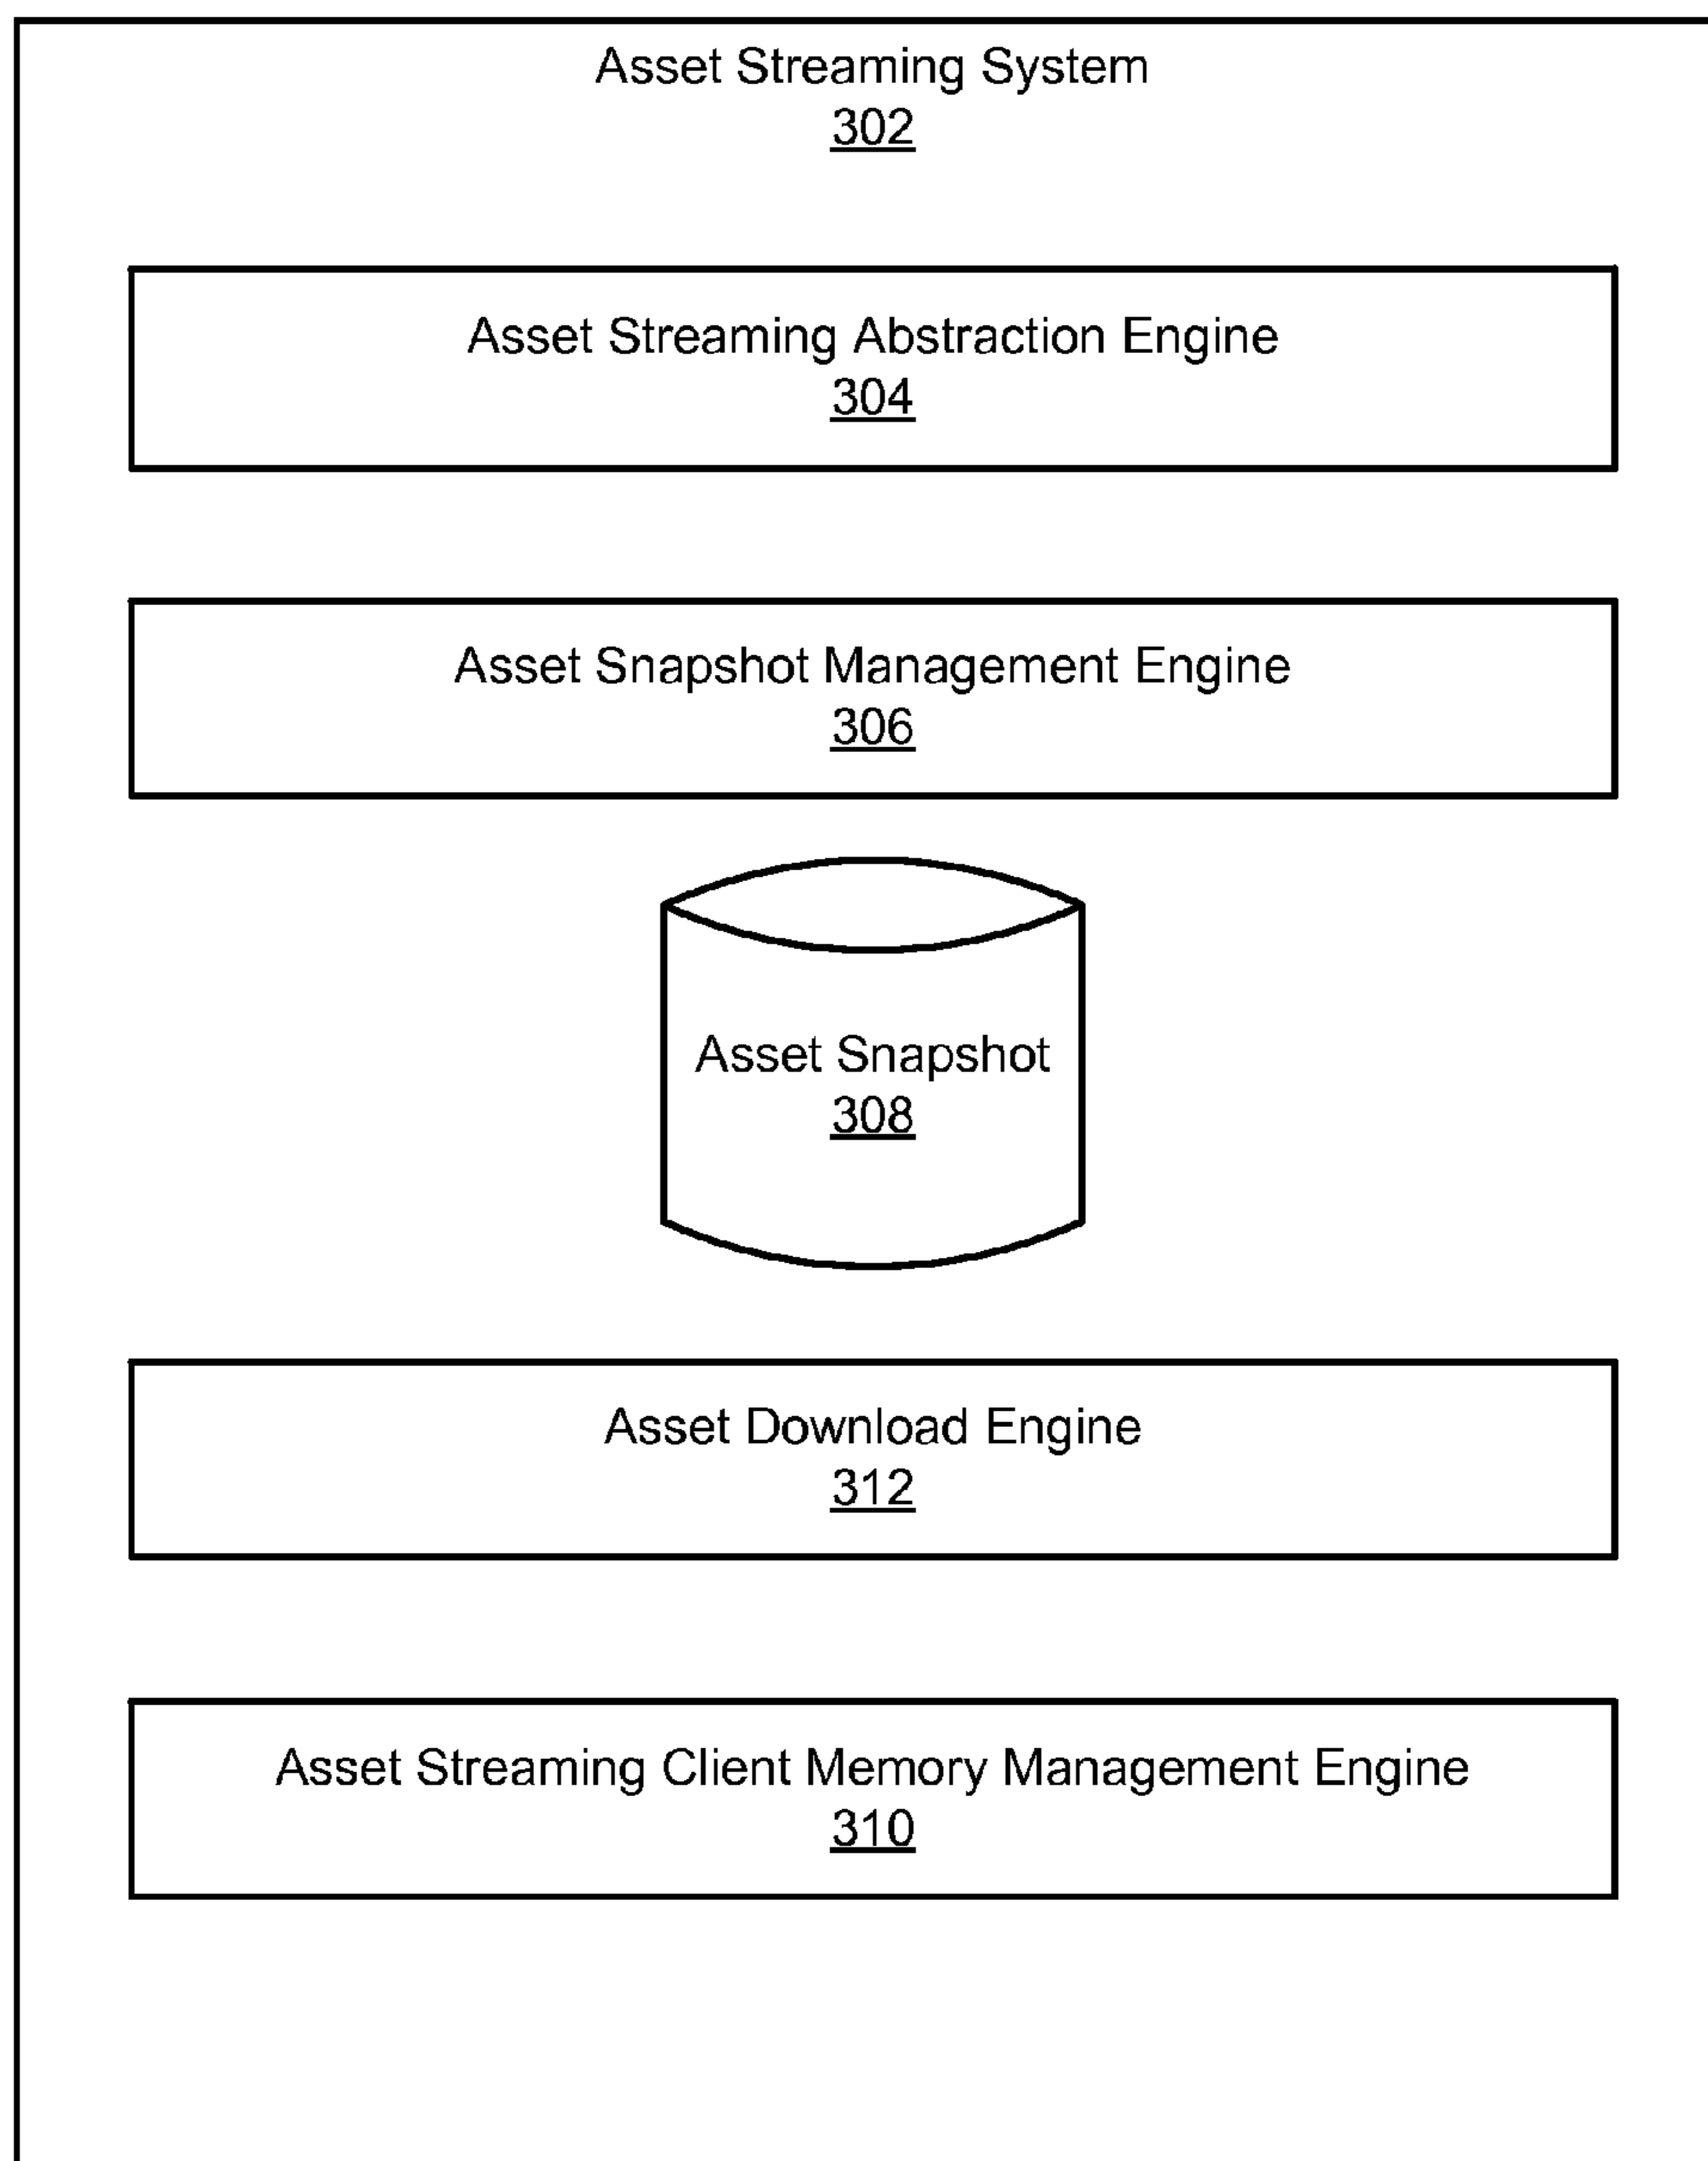 Asset Streaming System
302
Asset Streaming Abstraction Engine
304
Asset Snapshot Management Engine
306
Asset Snapshot
308
Asset Download Engine
312
Asset Streaming Client Memory Management Engine
310